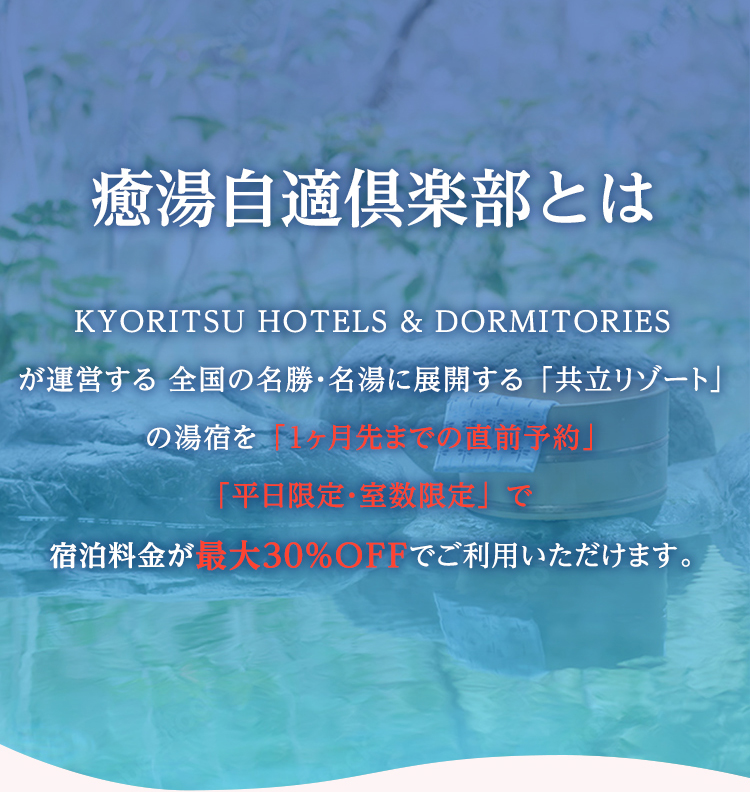 癒湯自適倶楽部とは
KYORITSU HOTELS & DORMITORIES
が運営する 全国の名勝・名湯に展開する「共立リゾート」
の湯宿を「1ヶ月先までの直前予約」
「平日限定・室数限定」で
宿泊料金が最大30%OFFでご利用いただけます。